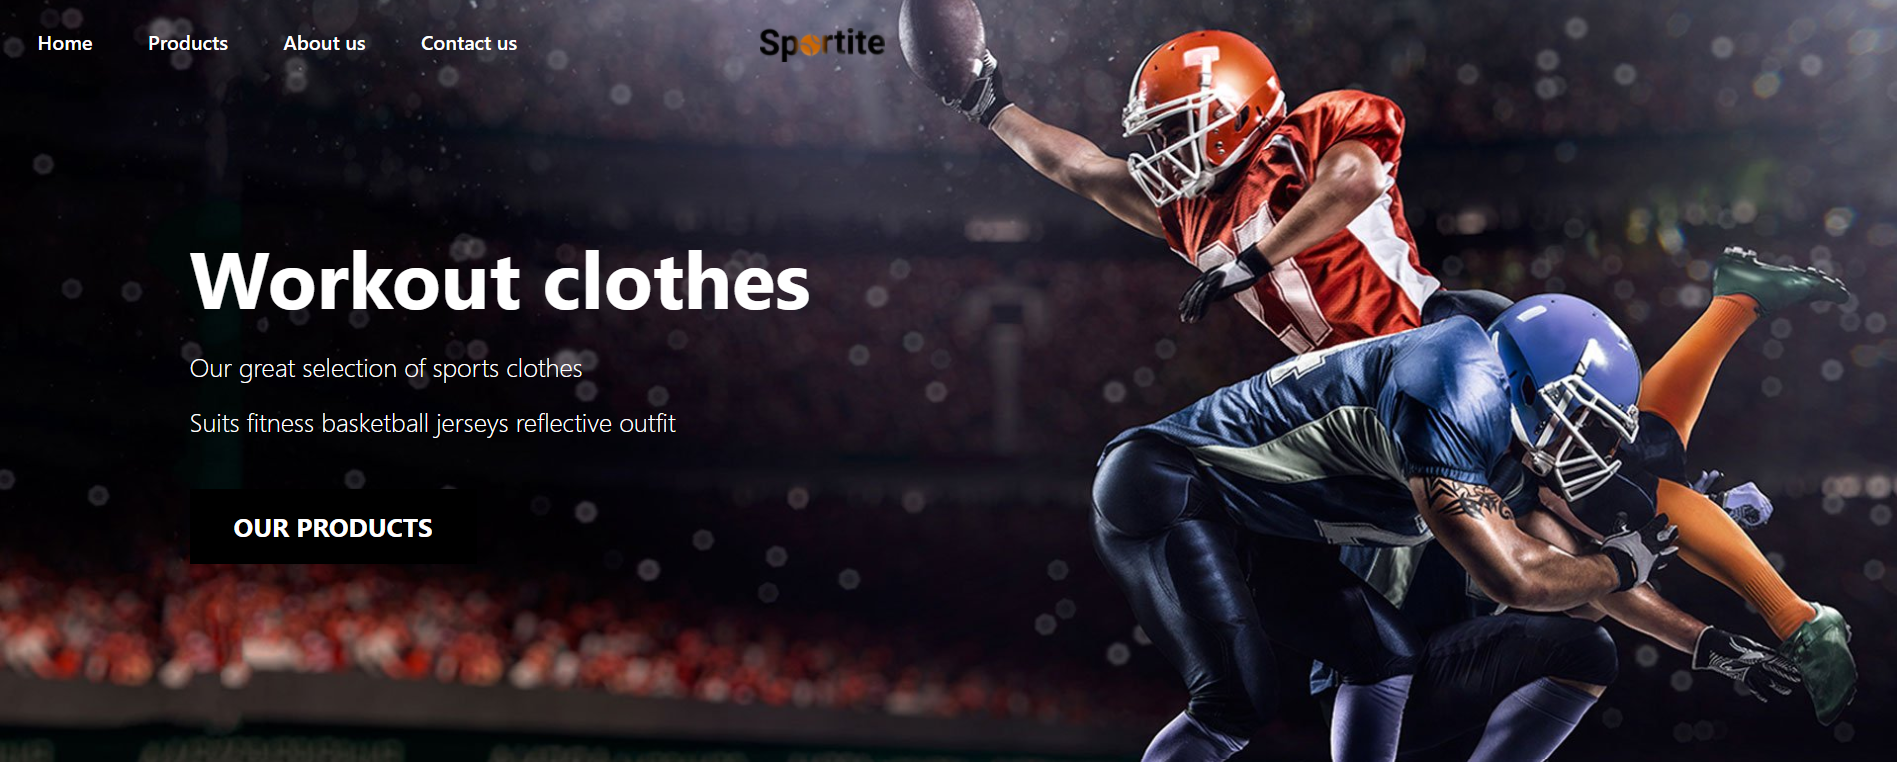 Home Products About us Contact us Sportite
Workout clothes
Our great selection of sports clothes
Suits fitness basketball jerseys reflective outfit
OUR PRODUCTS
T